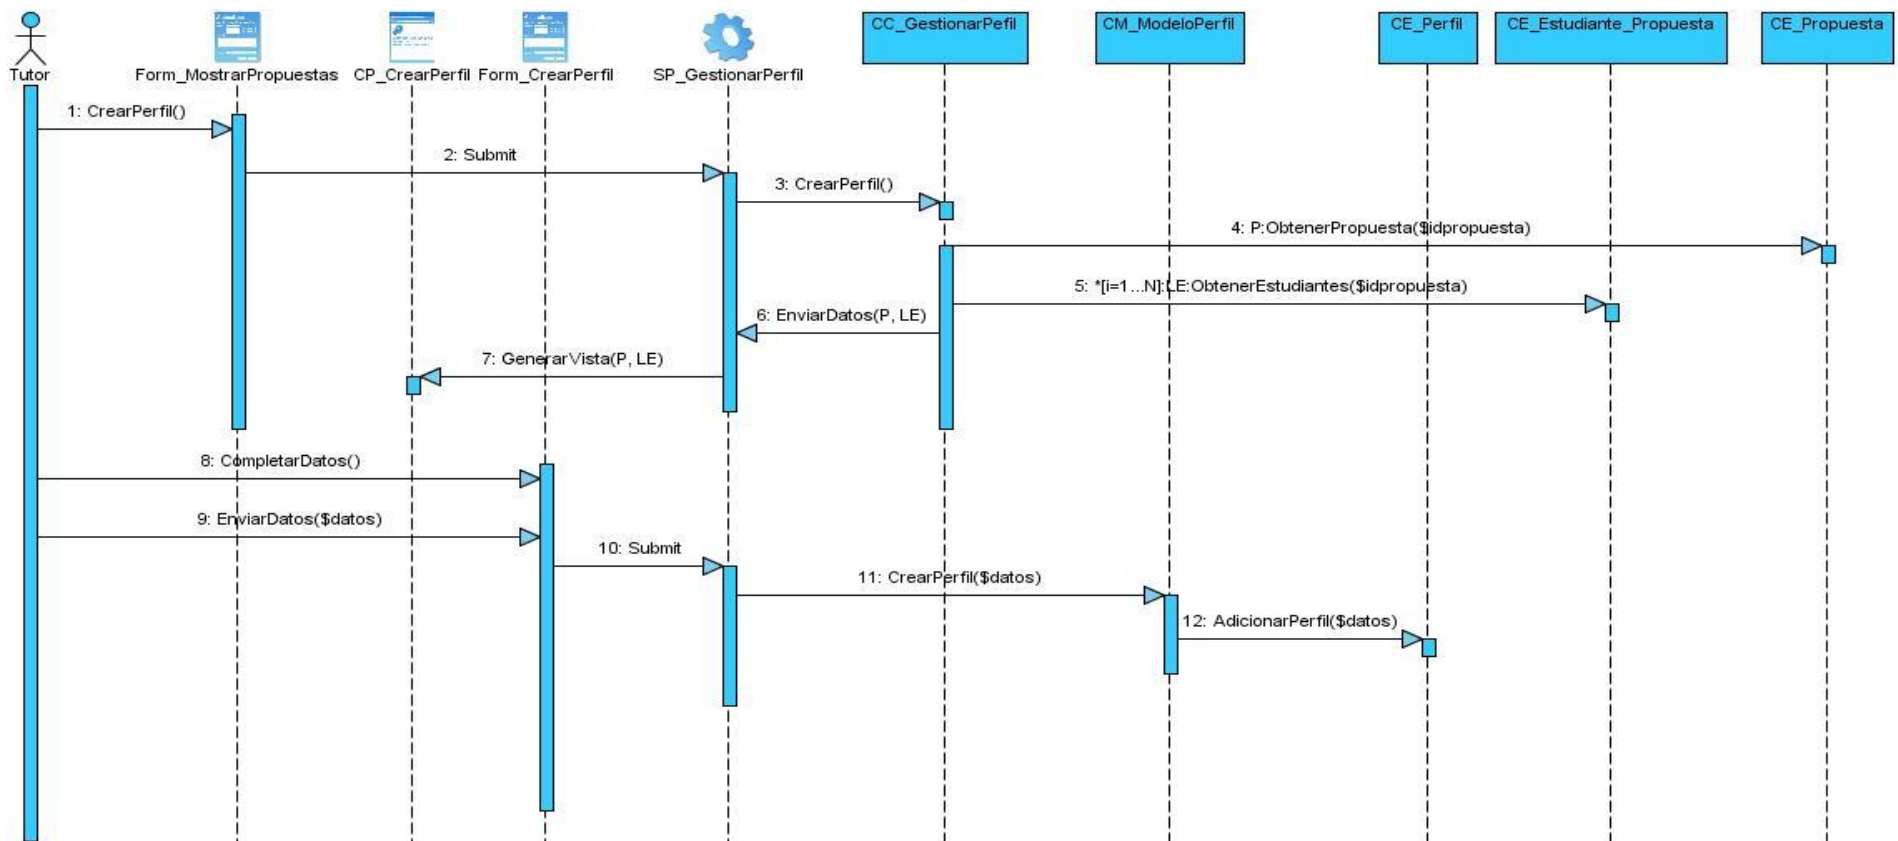 CC_GestionarPefil
CM_ModeloPerfil
CE_Perfil
CE_Estudiante_Propuesta
CE_Propuesta
Tutor
Form_MostrarPropuestas
CP_CrearPerfil
Form_CrearPerfil
SP_GestionarPerfil
1: CrearPerfil()
2: Submit
3: CrearPerfil()
4: P:ObtenerPropuesta($idpropuesta)
5: *[i=1...N]:LE:ObtenerEstudiantes($idpropuesta)
6: EnviarDatos(P, LE)
7: GenerarVista(P, LE)
8: CompletarDatos()
9: EnviarDatos($datos)
10: Submit
11: CrearPerfil($datos)
12: AdicionarPerfil($datos)